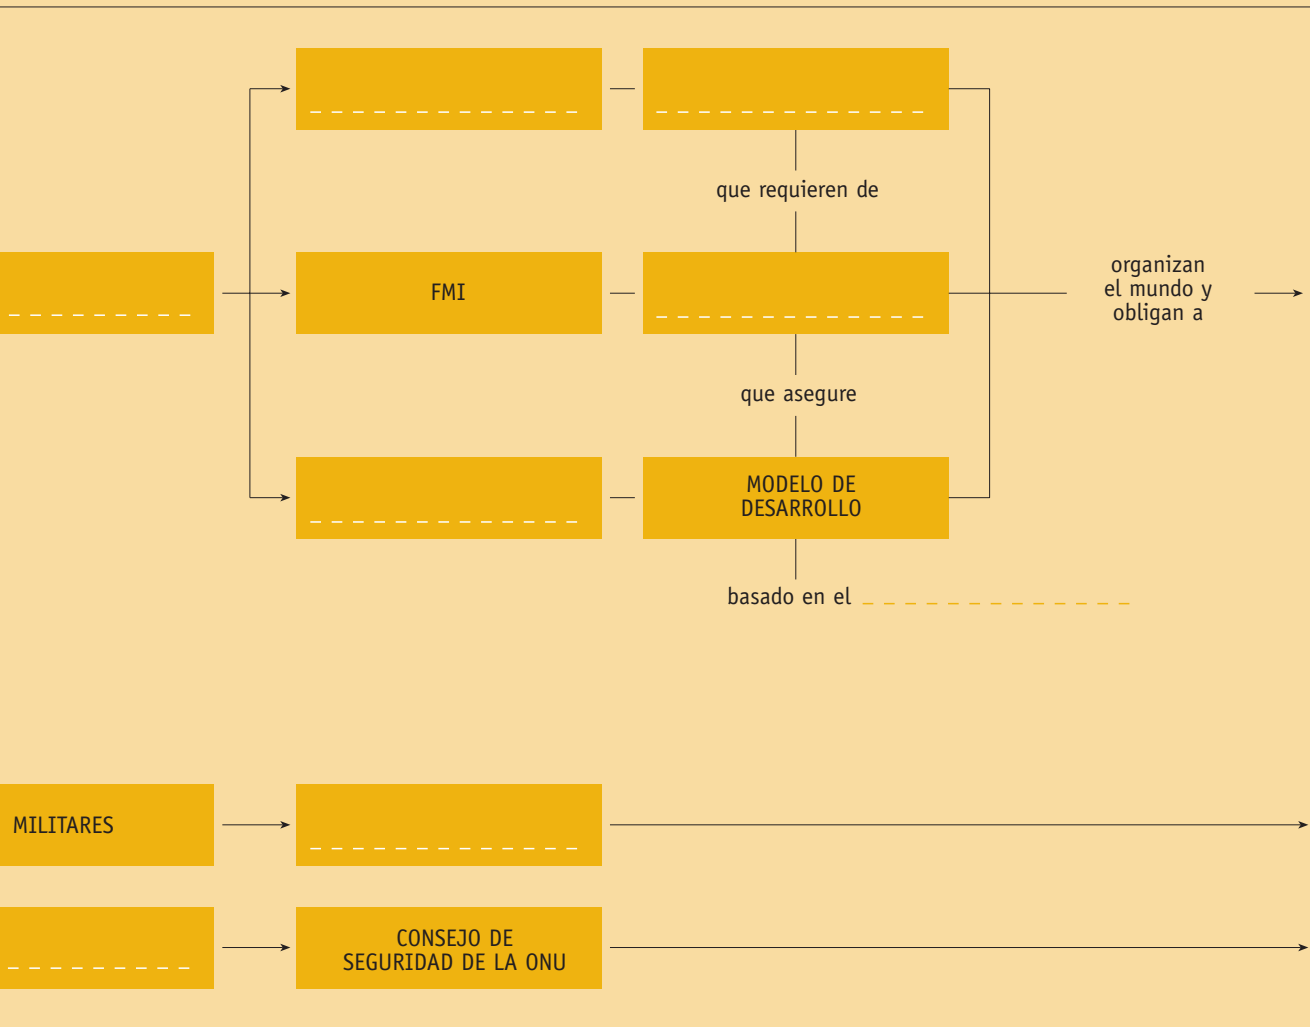 que requieren de
FMI
organizan
el mundo y
obligan a
que asegure
MODELO DE
DESARROLLO
basado en el
MILITARES
CONSEJO DE
SEGURIDAD DE LA ONU